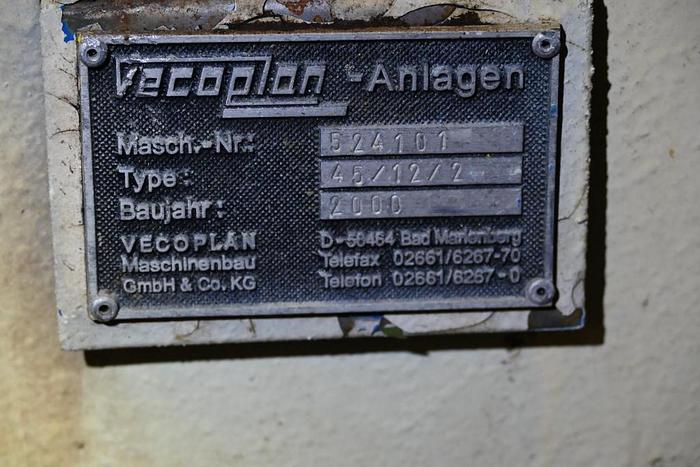 Vecoplan -Anlagen
Masch.-Nr.: 524101
Type: 45/12/2
Baujahr: 2000
VECOPLAN D-56464 Bad Marienberg
Maschinenbau Telefax 02661/6267-70
GmbH & Co. KG Telefon 02661/6267-0